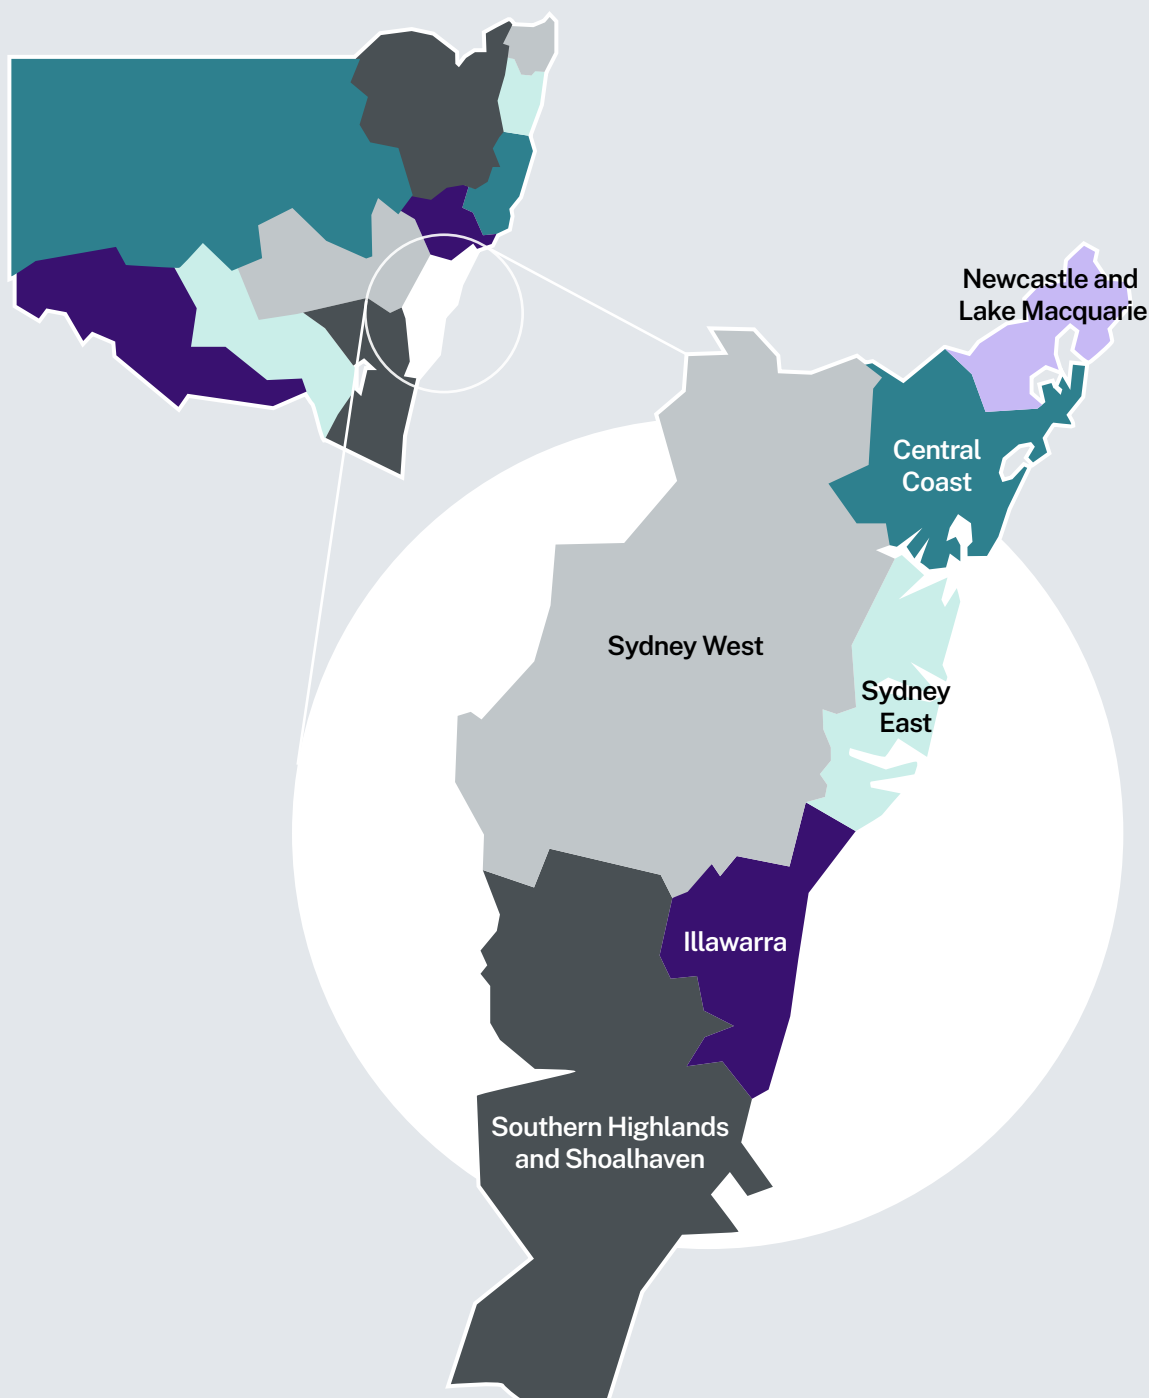 Newcastle and
Lake Macquarie
Central
Coast
Sydney West
Sydney
East
Illawarra
Southern Highlands
and Shoalhaven